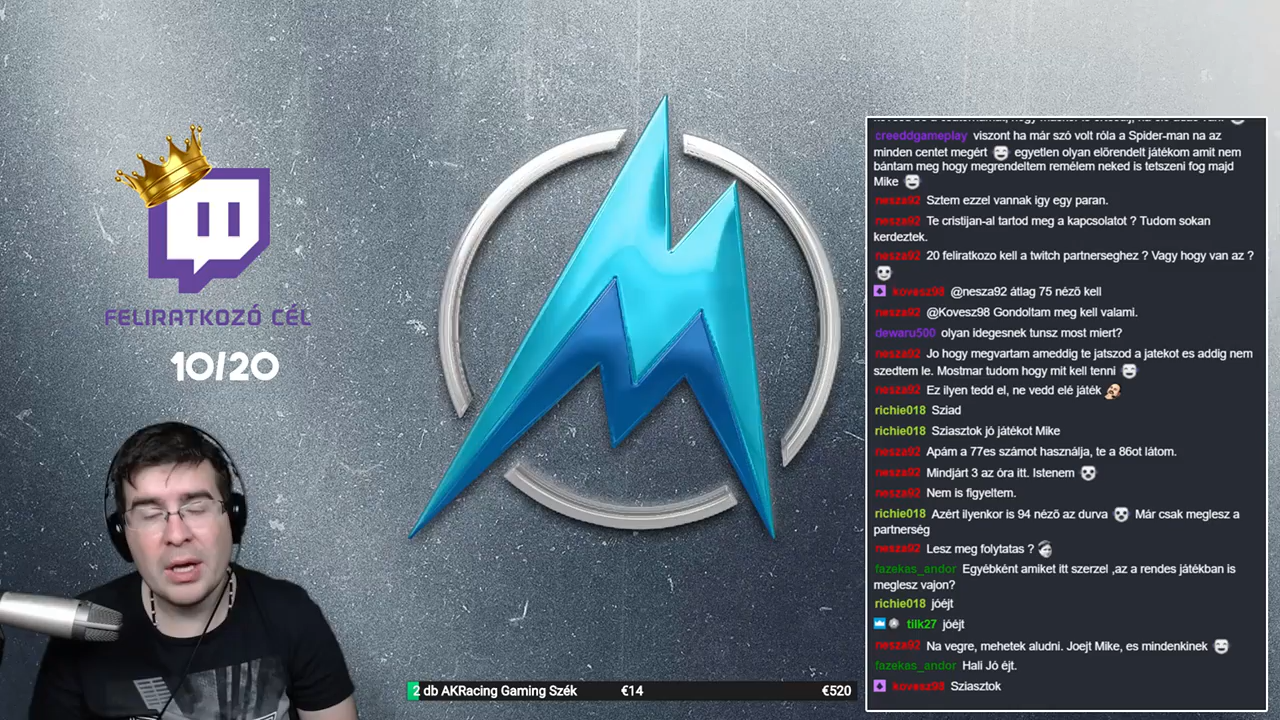 FELIRATKOZÓ CÉL
10/20
creeddgameplay viszont ha már szó volt róla a Spider-man na az
minden centet megért egyetlen olyan előrendelt játékom amit nem
bántam meg hogy megrendeltem remélem neked is tetszeni fog majd
Mike
nesza92 Sztem ezzel vannak igy egy paran.
nesza92 Te cristijan-al tartod meg a kapcsolatot ? Tudom sokan
kerdeztek.
nesza92 20 feliratkozo kell a twitch partnerseghez ? Vagy hogy van az ?
kovesz98 @nesza92 átlag 75 néző kell
nesza92 @Kovesz98 Gondoltam meg kell valami.
dewaru500 olyan idegesnek tunsz most miert?
nesza92 Jo hogy megvartam ameddig te jatszod a jatekot es addig nem
szedtem le. Mostmar tudom hogy mit kell tenni
nesza92 Ez ilyen tedd el, ne vedd elé játék
richie018 Sziad
richie018 Sziasztok jó játékot Mike
nesza92 Apám a 77es számot használja, te a 86ot látom.
nesza92 Mindjárt 3 az óra itt. Istenem
nesza92 Nem is figyeltem.
richie018 Azért ilyenkor is 94 néző az durva Már csak meglesz a
partnerség
nesza92 Lesz meg folytatas ?
fazekas_andor Egyébként amiket itt szerzel ,az a rendes játékban is
meglesz vajon?
richie018 jóéjt
tilk27 jóéjt
nesza92 Na vegre, mehetek aludni. Joejt Mike, es mindenkinek
fazekas_andor Hali Jó éjt.
kovesz98 Sziasztok
2 db AKRacing Gaming Szék €14 €520